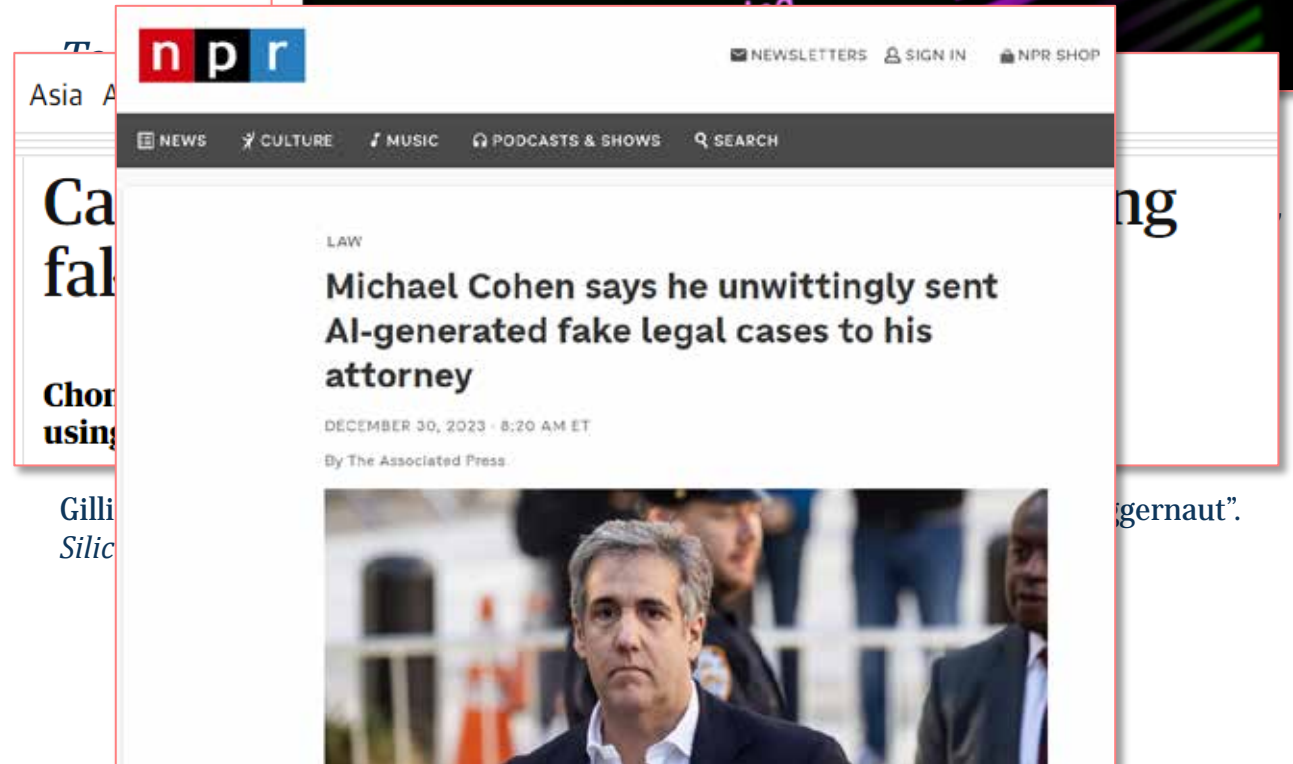 npr
NEWSLETTERS SIGN IN NPR SHOP
Asia
NEWS CULTURE MUSIC PODCASTS & SHOWS SEARCH
LAW
Michael Cohen says he unwittingly sent
AI-generated fake legal cases to his
attorney
DECEMBER 30, 2023 · 8:20 AM ET
By The Associated Press
Ca
ng
fal
Chon
using
Gilli
ggernaut”.
Silic